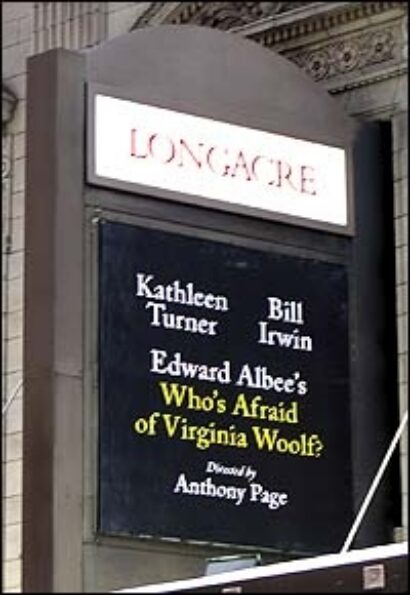 LONGACRE
Kathleen Turner
Bill Irwin
Edward Albee's
Who's Afraid
of Virginia Woolf?
Directed by
Anthony Page